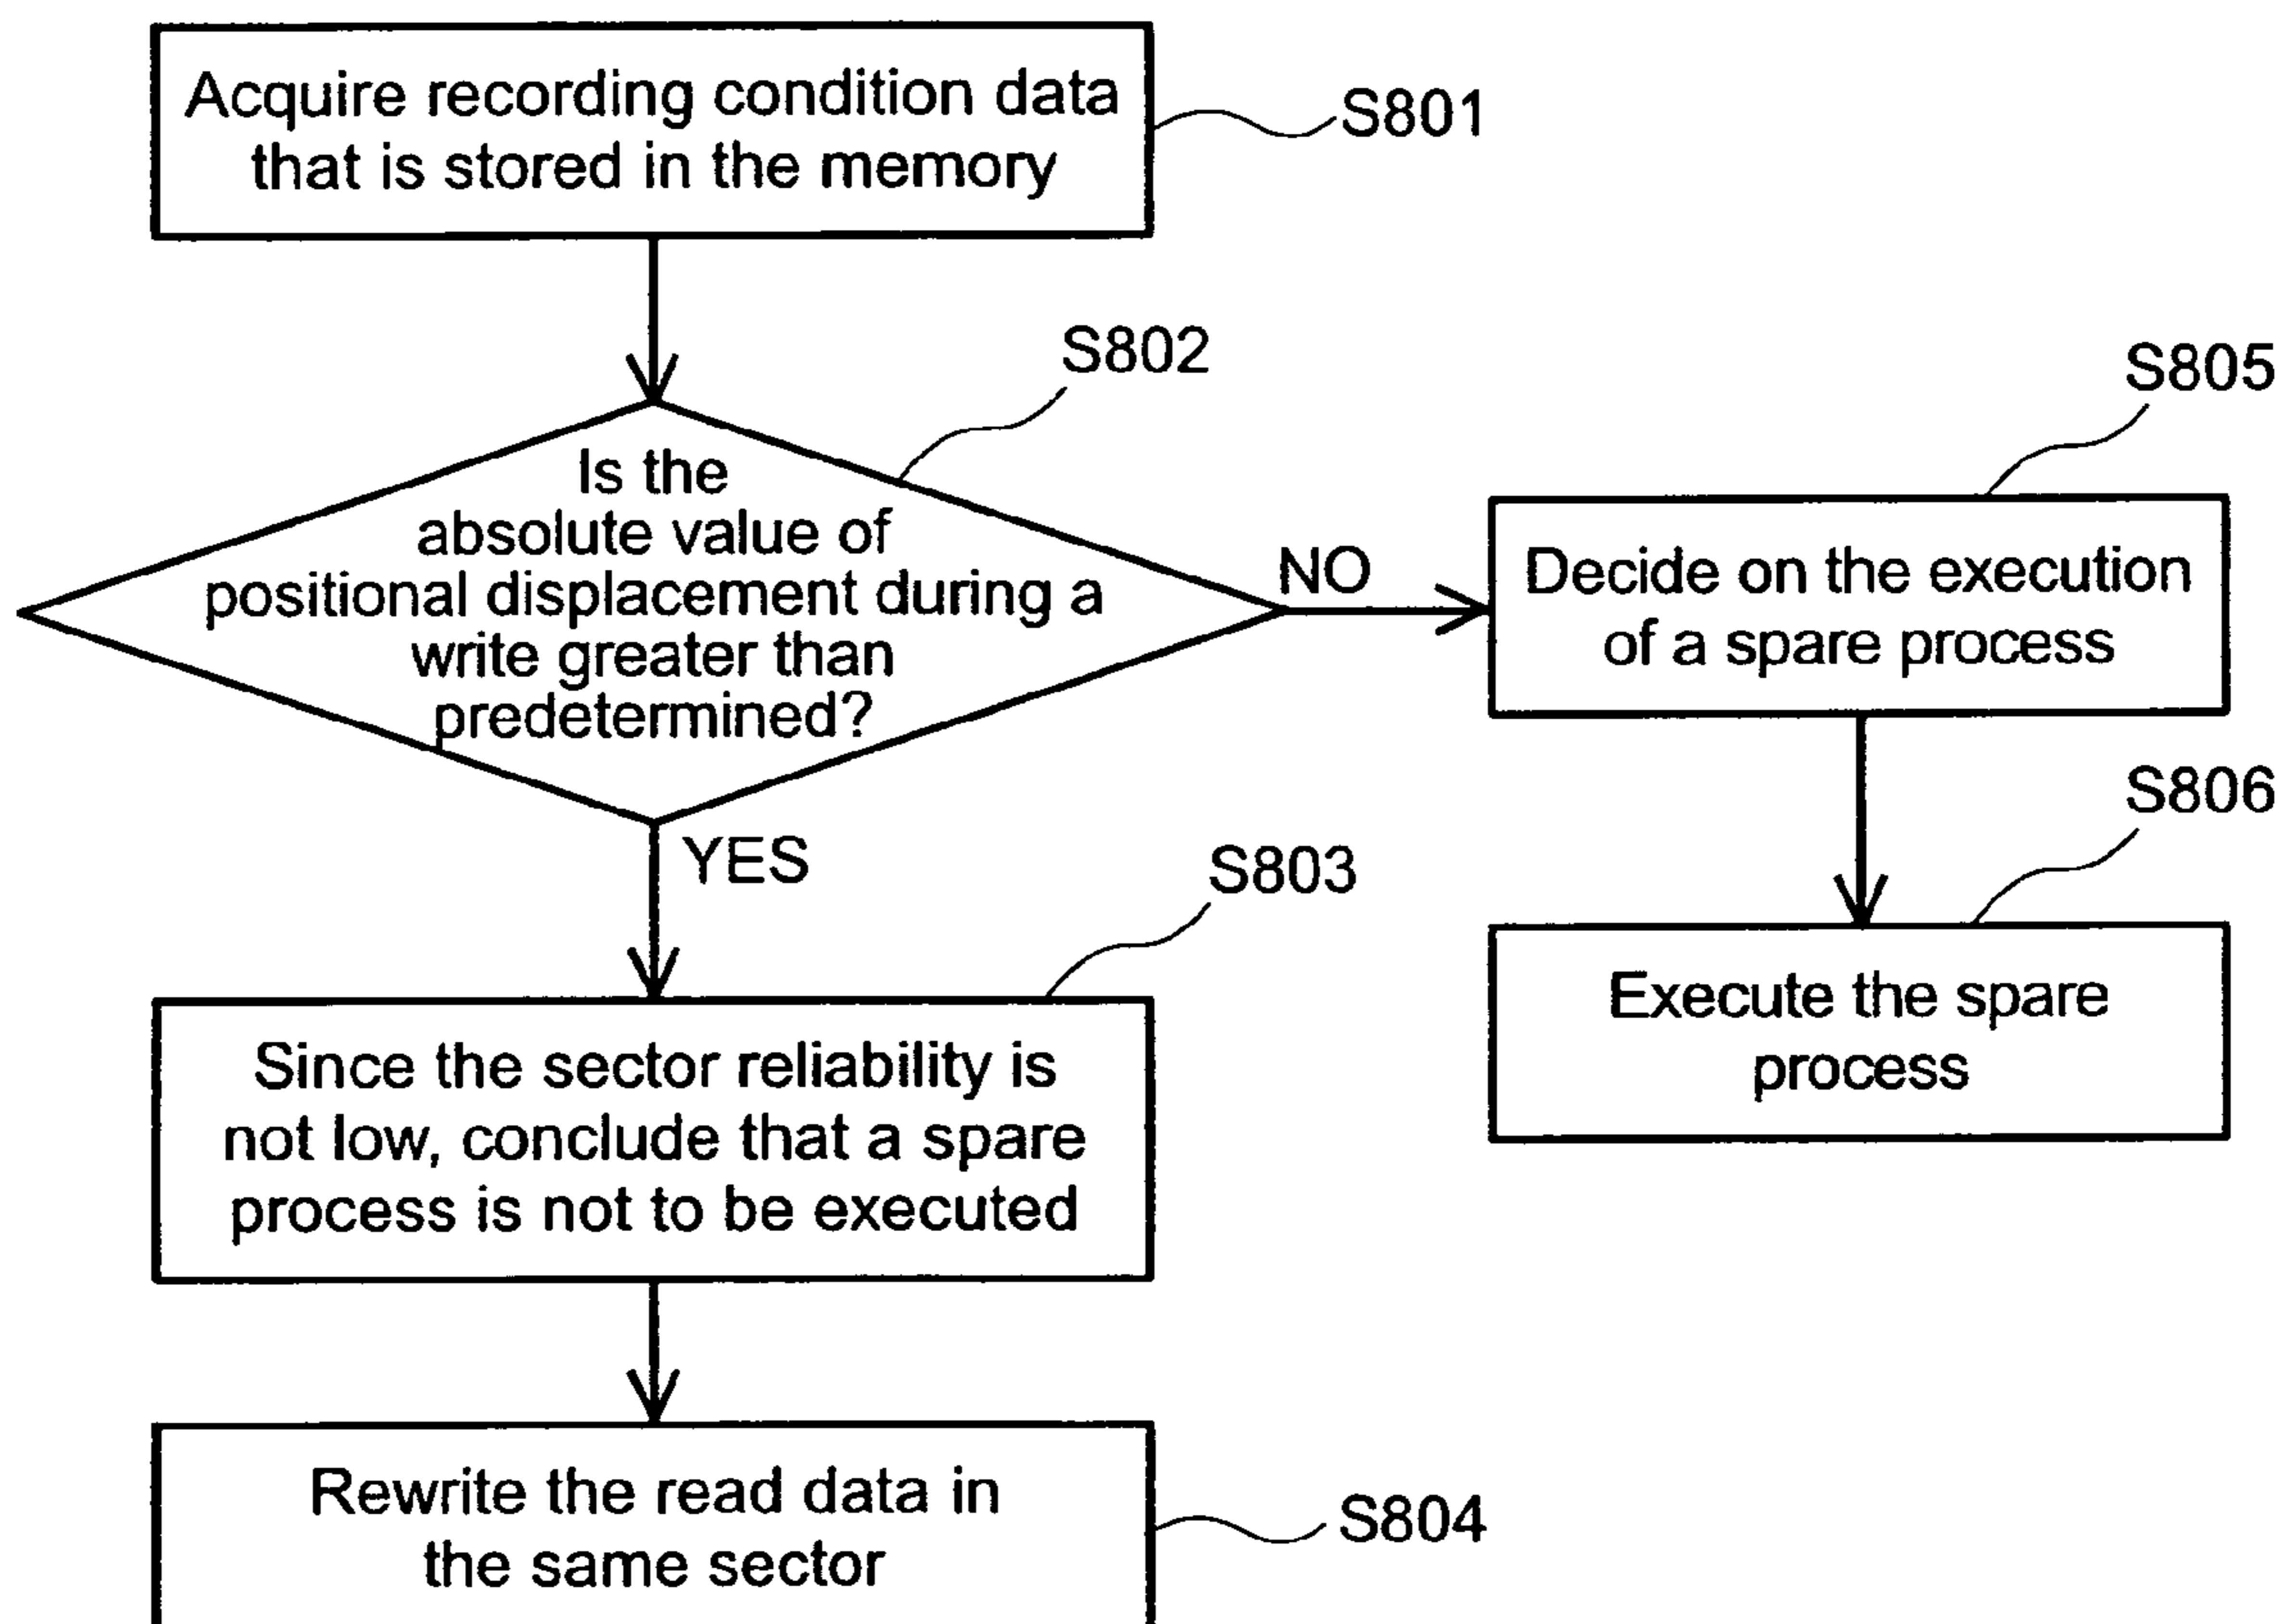 Acquire recording condition data
that is stored in the memory
S801
S802
Is the
absolute value of
positional displacement during a
write greater than
predetermined?
NO
S805
Decide on the execution
of a spare process
YES
S803
S806
Since the sector reliability is
not low, conclude that a spare
process is not to be executed
Execute the spare
process
Rewrite the read data in
the same sector
S804